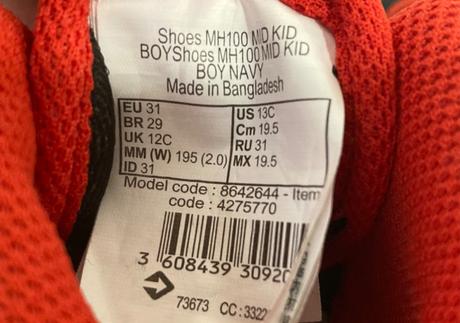 Shoes MH100 MID KID
BOYShoes MH100 MID KID
BOY NAVY
Made in Bangladesh
EU 31
BR 29
UK 12C
MM (W) 195 (2.0)
ID 31
US 13C
Cm 19.5
RU 31
MX 19.5
Model code : 8642644 - Item
code : 4275770
3 608439 30920
73673 CC : 3322